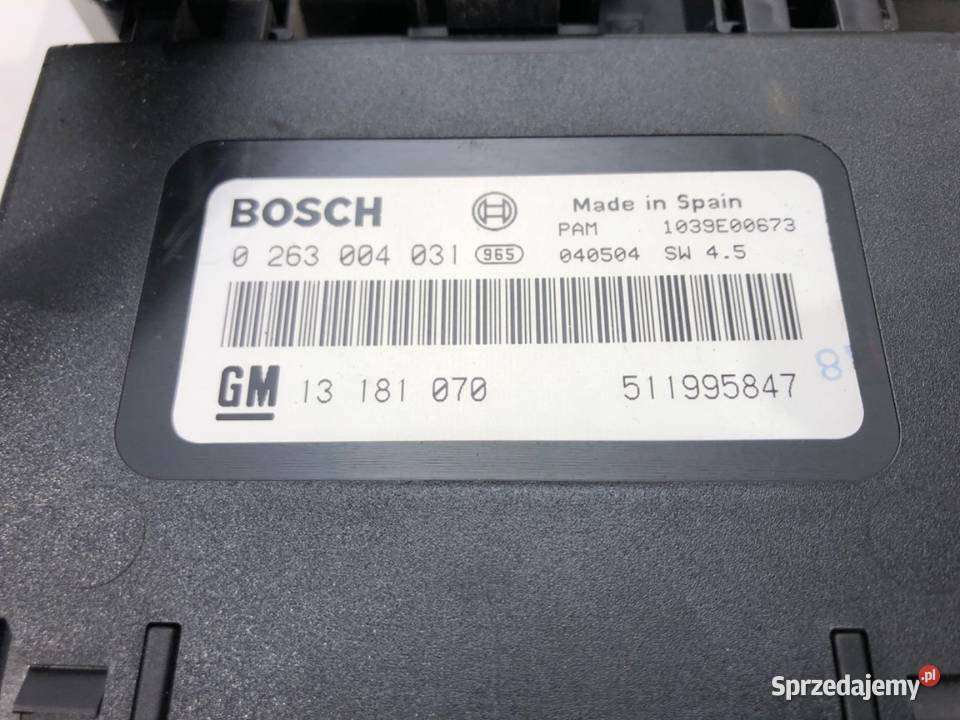 BOSCH
Made in Spain
PAM 1039E00673
0 263 004 031 965 040504 SW 4.5
GM 13 181 070 511995847
8
Sprzedajemy.pl